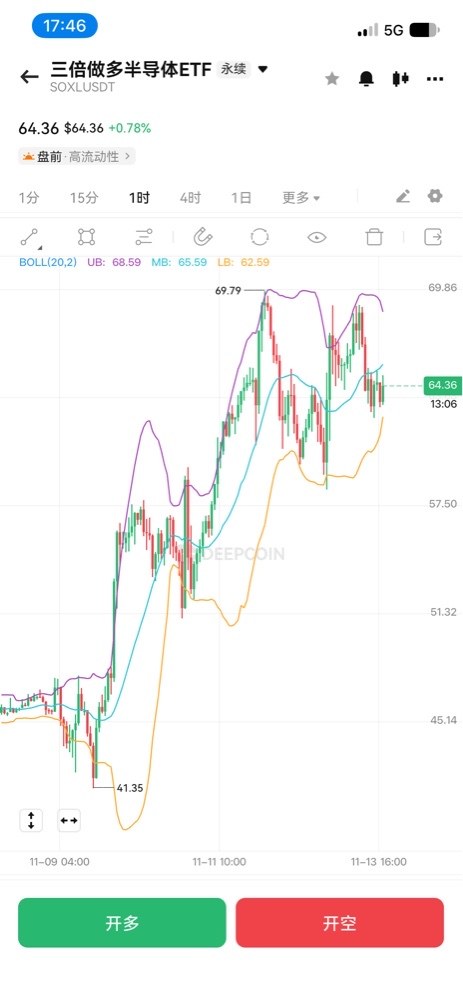 17:46
5G
三倍做多半导体ETF 永续
SOXLUSDT
64.36 $64.36 +0.78%
盘前·高流动性
1分 15分 1时 4时 1日 更多
BOLL(20,2) UB: 68.59 MB: 65.59 LB: 62.59
69.79
69.86
64.36
13:06
57.50
DEEPCOIN
51.32
45.14
41.35
11-09 04:00 11-11 10:00 11-13 16:00
开多 开空